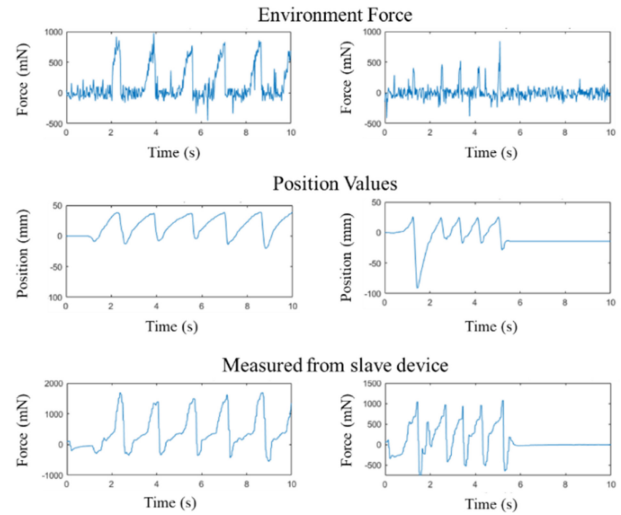 Environment Force
1000
500
0
-500
0 2 4 6 8 10
Force (mN)
Time (s)
1000
500
0
-500
0 2 4 6 8 10
Force (mN)
Time (s)
Position Values
50
0
-50
100
0 2 4 6 8 10
Position (mm)
Time (s)
50
0
-50
-100
0 2 4 6 8 10
Position (mm)
Time (s)
Measured from slave device
2000
1000
0
-1000
0 2 4 6 8 10
Force (mN)
Time (s)
1500
1000
500
0
-500
0 2 4 6 8 10
Force (mN)
Time (s)